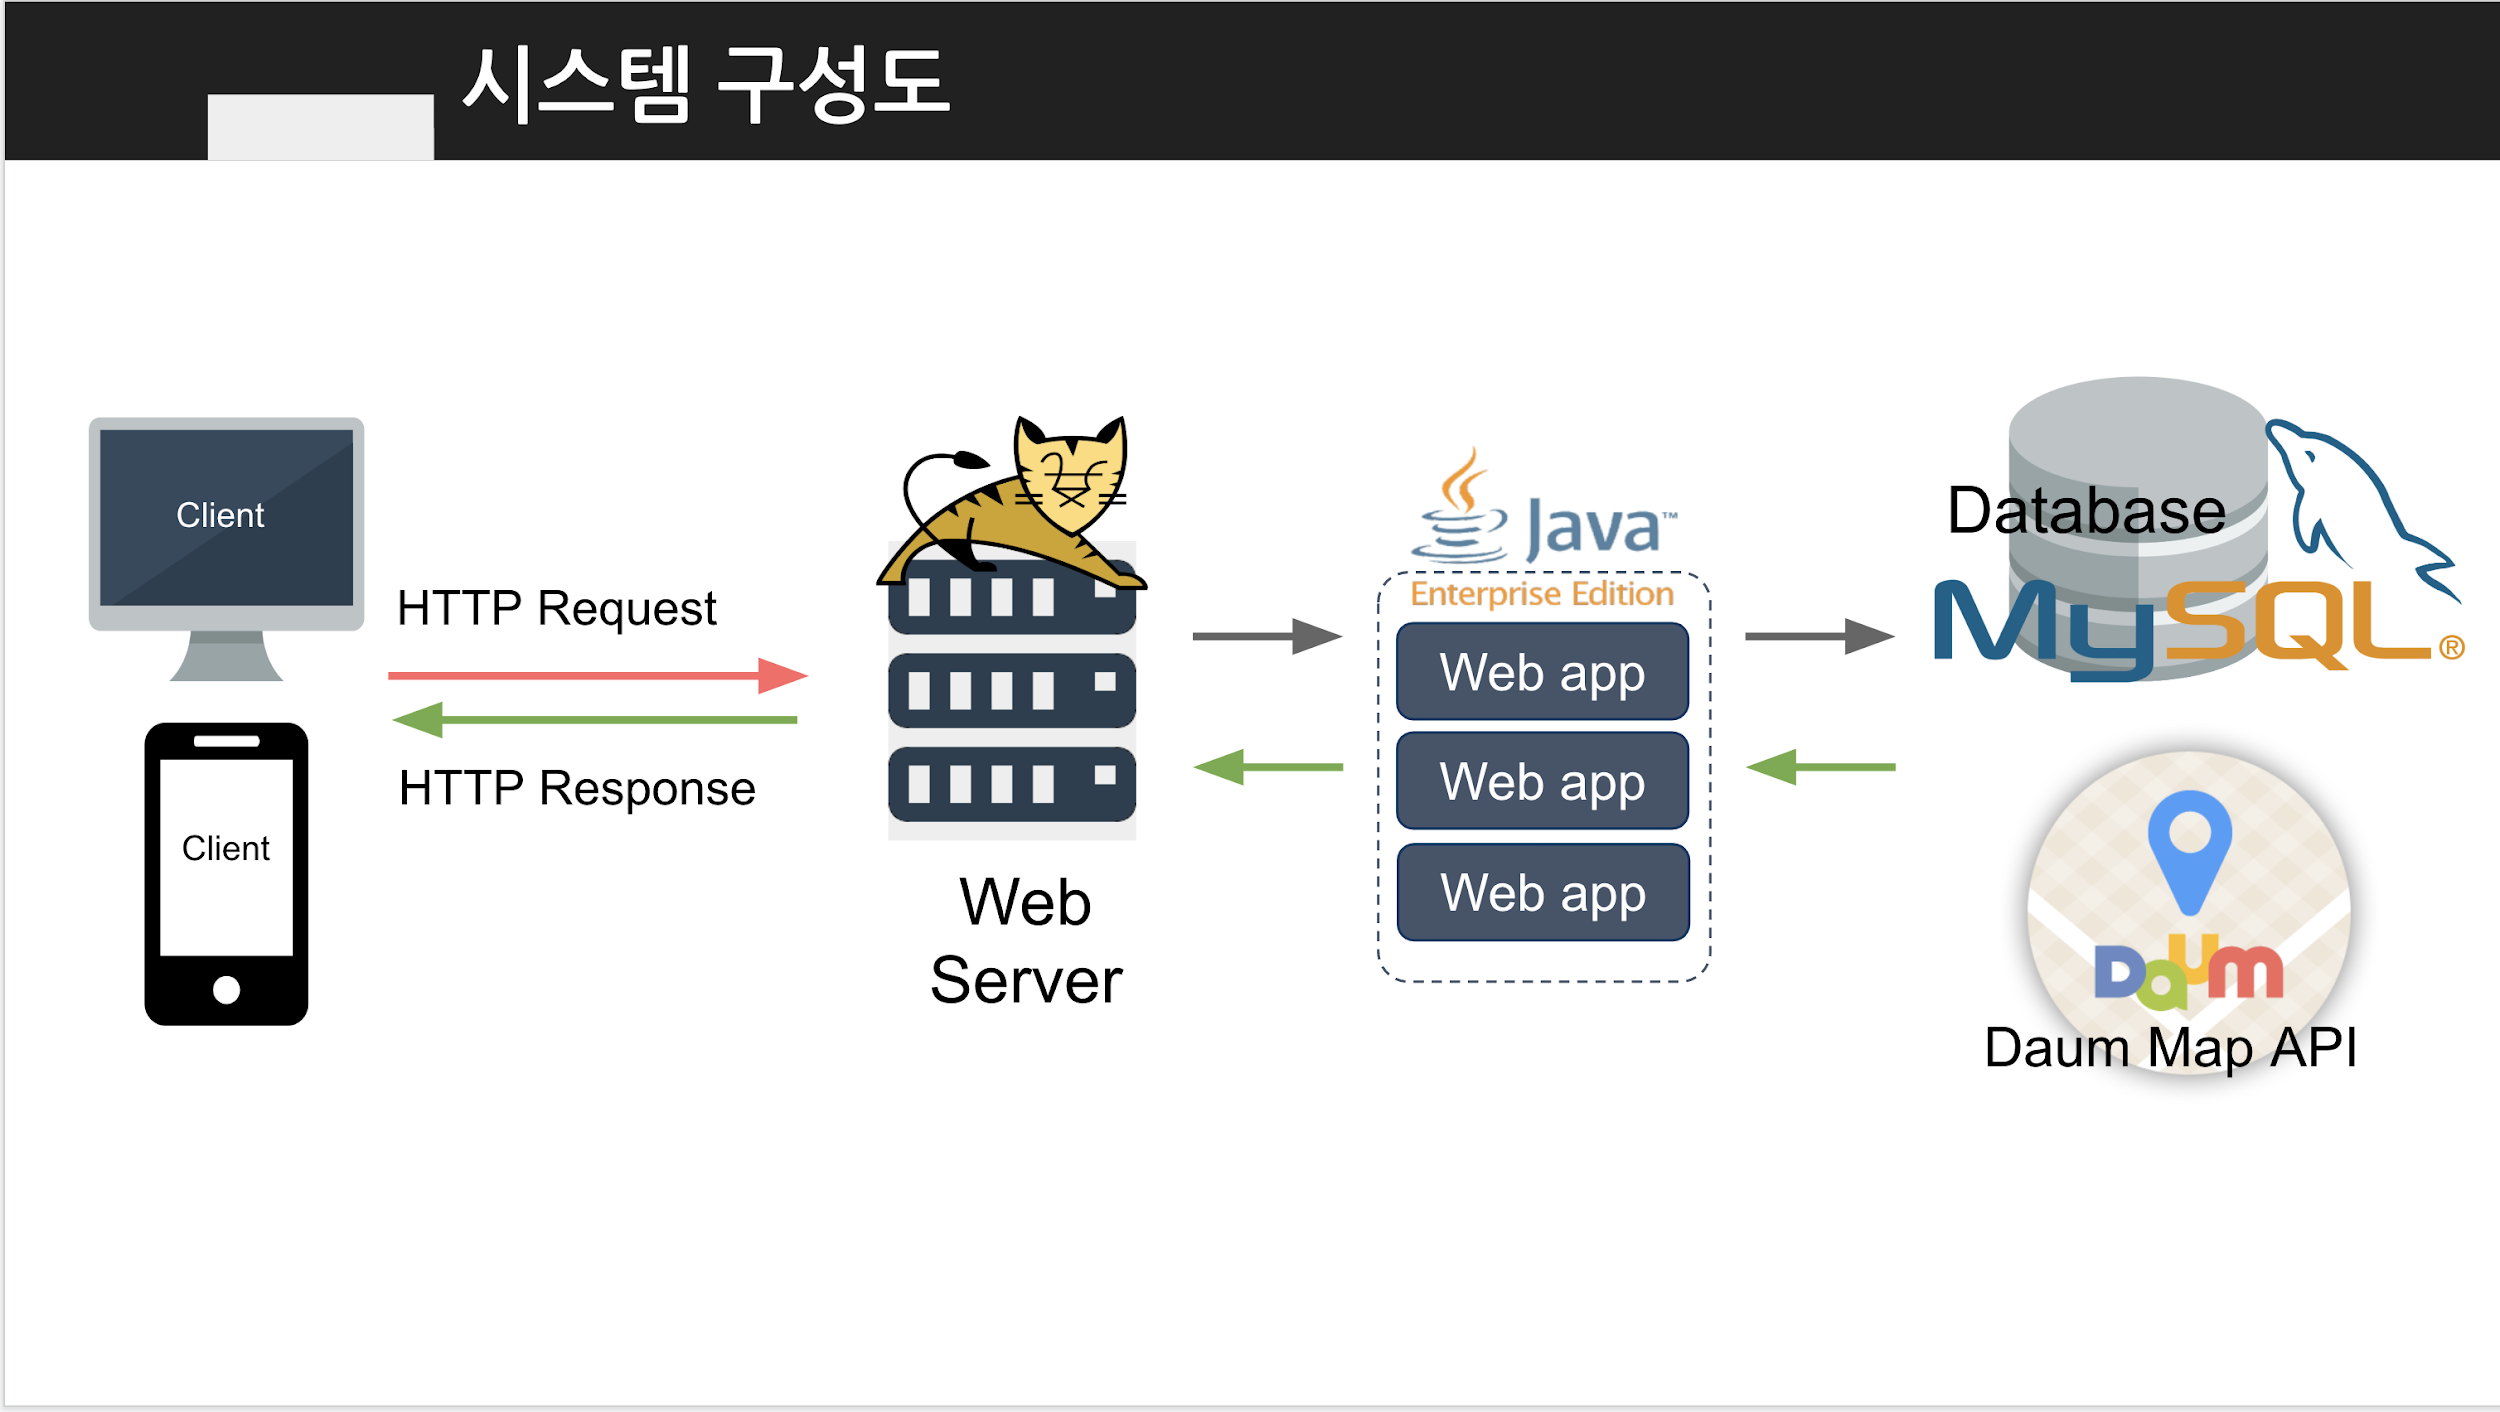 시스템 구성도
Client
HTTP Request
HTTP Response
Client
Web
Server
Java™
Enterprise Edition
Web app
Web app
Web app
Database
MySQL®
Daum
Daum Map API